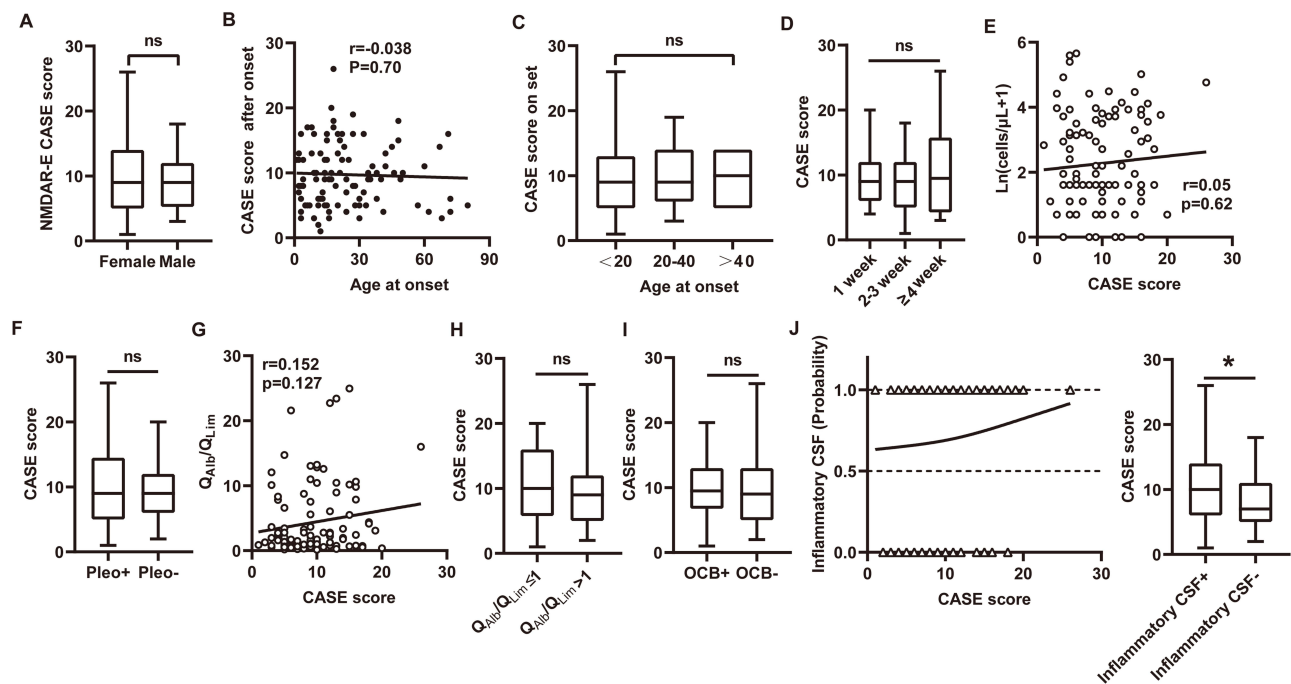 A
NMDAR-E CASE score
30
20
10
0
ns
Female Male
B
CASE score after onset
30
20
10
0
r=-0.038
P=0.70
0 30 60 90
Age at onset
C
CASE score on set
30
20
10
0
ns
<20 20-40 >40
Age at onset
D
CASE score
30
20
10
0
ns
1 week
2-3 week
≥4 week
E
Ln(cells/μL+1)
6
4
2
0
r=0.05
p=0.62
0 10 20 30
CASE score
F
CASE score
30
20
10
0
ns
Pleo+ Pleo-
G
QAlb/QLim
30
20
10
0
r=0.152
p=0.127
0 10 20 30
CASE score
H
CASE score
30
20
10
0
ns
QAlb/QLim ≤1
QAlb/QLim >1
I
CASE score
30
20
10
0
ns
OCB+ OCB-
J
Inflammatory CSF (Probability)
1.0
0.5
0.0
0 10 20 30
CASE score
CASE score
30
20
10
0
*
Inflammatory CSF+
Inflammatory CSF-